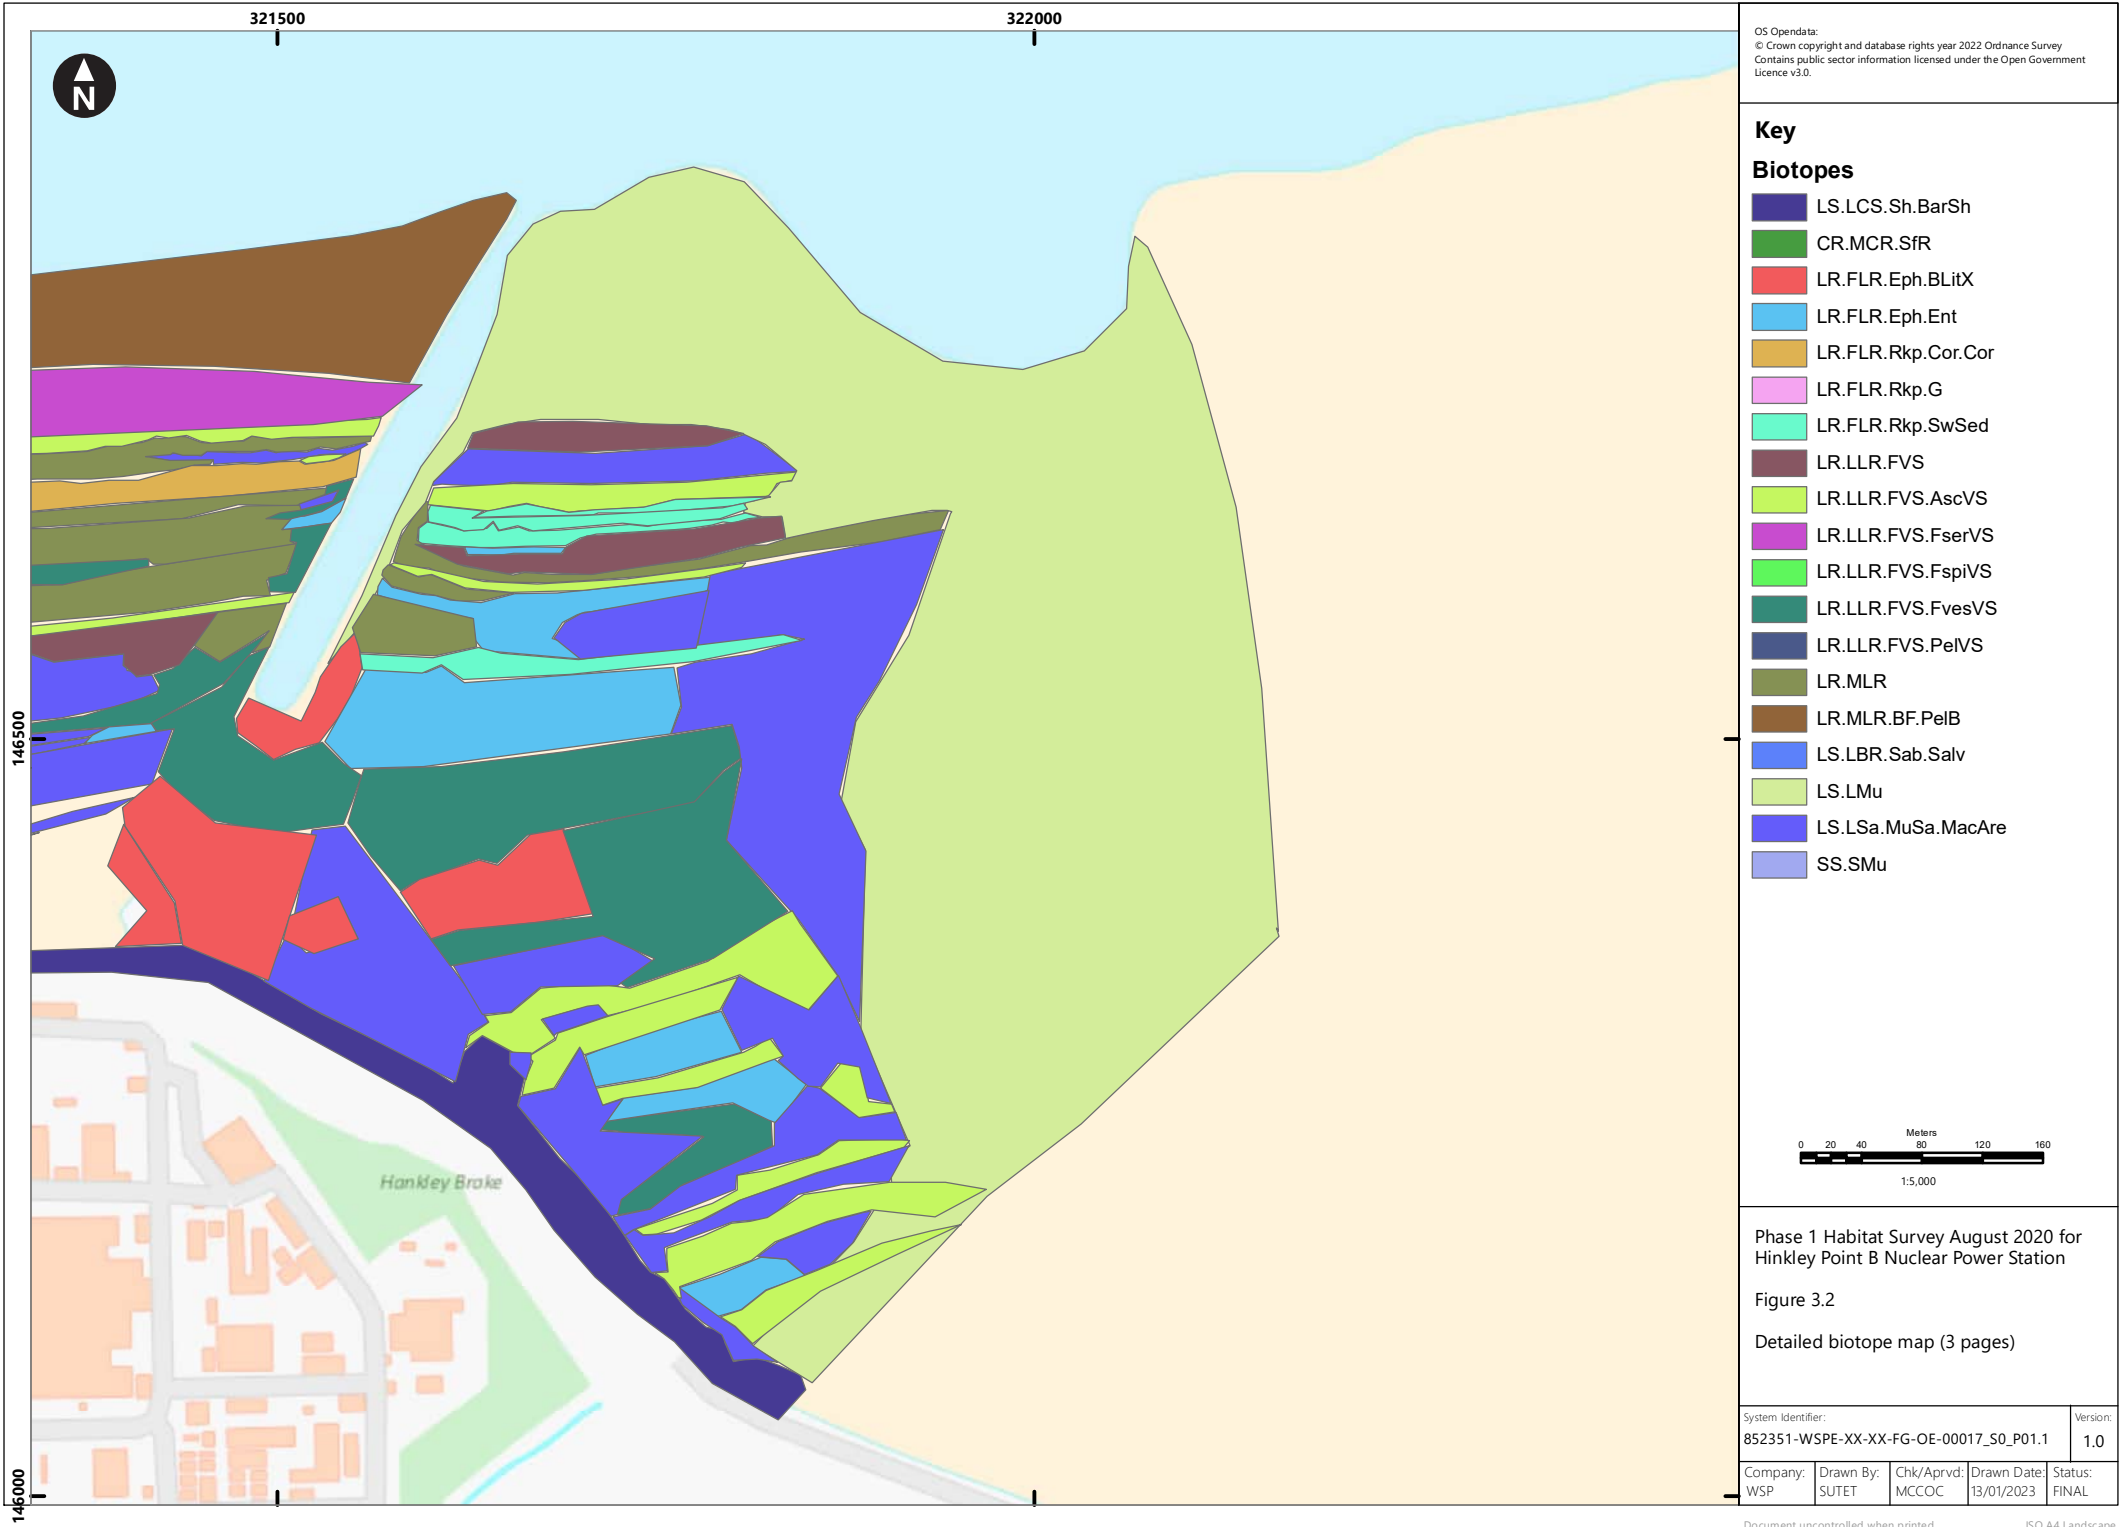 321500
322000
N
146500
146000
Hankley Brake
OS Opendata:
© Crown copyright and database rights year 2022 Ordnance Survey
Contains public sector information licensed under the Open Government
Licence v3.0.
Key
Biotopes
LS.LCS.Sh.BarSh
CR.MCR.SfR
LR.FLR.Eph.BLitX
LR.FLR.Eph.Ent
LR.FLR.Rkp.Cor.Cor
LR.FLR.Rkp.G
LR.FLR.Rkp.SwSed
LR.LLR.FVS
LR.LLR.FVS.AscVS
LR.LLR.FVS.FserVS
LR.LLR.FVS.FspiVS
LR.LLR.FVS.FvesVS
LR.LLR.FVS.PelVS
LR.MLR
LR.MLR.BF.PelB
LS.LBR.Sab.Salv
LS.LMu
LS.LSa.MuSa.MacAre
SS.SMu
Meters
0 20 40 80 120 160
1:5,000
Phase 1 Habitat Survey August 2020 for
Hinkley Point B Nuclear Power Station
Figure 3.2
Detailed biotope map (3 pages)
System Identifier:
852351-WSPE-XX-XX-FG-OE-00017_S0_P01.1
Version:
1.0
Company:
WSP
Drawn By:
SUTET
Chk/Aprvd:
MCCOC
Drawn Date:
13/01/2023
Status:
FINAL
Document uncontrolled when printed
ISO A4 Landscape